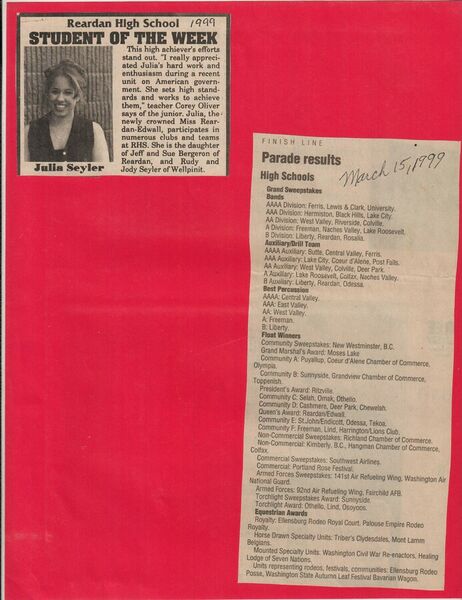 Reardan High School 1999
STUDENT OF THE WEEK
This high achiever's efforts
stand out. "I really appreci-
ated Julia's hard work and
enthusiasm during a recent
unit on American govern-
ment. She sets high stand-
ards and works to achieve
them," teacher Corey Oliver
says of the junior. Julia, the
newly crowned Miss Rear-
dan-Edwall, participates in
numerous clubs and teams
at RHS. She is the daughter
of Jeff and Sue Bergeron of
Reardan, and Rudy and
Jody Seyler of Wellpinit.
Julia Seyler
FINISH LINE
Parade results
March 15, 1999
High Schools
Grand Sweepstakes
Bands
AAAA Division: Ferris, Lewis & Clark, University.
AAA Division: Hermiston, Black Hills, Lake City.
AA Division: West Valley, Riverside, Colville.
A Division: Freeman, Naches Valley, Lake Roosevelt.
B Division: Liberty, Reardan, Rosalia.
Auxiliary/Drill Team
AAAA Auxiliary: Butte, Central Valley, Ferris.
AAA Auxiliary: Lake City, Coeur d'Alene, Post Falls.
AA Auxiliary: West Valley, Colville, Deer Park.
A Auxiliary: Lake Roosevelt, Colfax, Naches Valley.
B Auxiliary: Liberty, Reardan, Odessa.
Best Percussion
AAAA: Central Valley.
AAA: East Valley.
AA: West Valley.
A: Freeman.
B: Liberty.
Float Winners
Community Sweepstakes: New Westminster, B.C.
Grand Marshal's Award: Moses Lake
Community A: Puyallup, Coeur d'Alene Chamber of Commerce,
Olympia.
Community B: Sunnyside, Grandview Chamber of Commerce,
Toppenish.
President's Award: Ritzville.
Community C: Selah, Omak, Othello.
Community D: Cashmere, Deer Park, Chewelah.
Queen's Award: Reardan/Edwall.
Community E: St.John/Endicott, Odessa, Tekoa.
Community F: Freeman, Lind, Harrington/Lions Club.
Non-Commercial Sweepstakes: Richland Chamber of Commerce.
Non-Commercial: Kimberly, B.C., Hangman Chamber of Commerce,
Colfax.
Commercial Sweepstakes: Southwest Airlines.
Commercial: Portland Rose Festival.
Armed Forces Sweepstakes: 141st Air Refueling Wing, Washington Air
National Guard.
Armed Forces: 92nd Air Refueling Wing, Fairchild AFB.
Torchlight Sweepstakes Award: Sunnyside.
Torchlight Award: Othello, Lind, Osoyoos.
Equestrian Awards
Royalty: Ellensburg Rodeo Royal Court, Palouse Empire Rodeo
Royalty.
Horse Drawn Specialty Units: Triber's Clydesdales, Mont Lamm
Belgians.
Mounted Specialty Units: Washington Civil War Re-enactors, Healing
Lodge of Seven Nations.
Units representing rodeos, festivals, communities: Ellensburg Rodeo
Posse, Washington State Autumn Leaf Festival Bavarian Wagon.